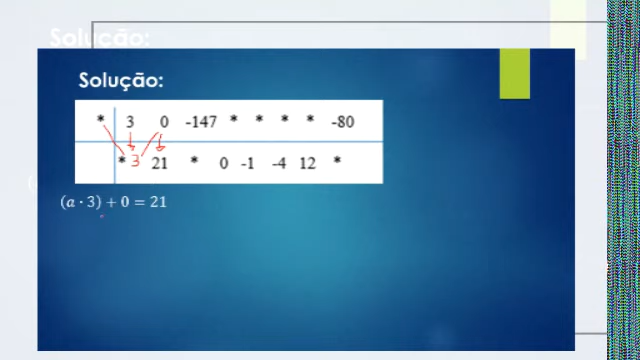 Solução:
Solução:
* 3 0 -147 * * * * -80
* 3 21 * 0 -1 -4 12 *
(a · 3) + 0 = 21